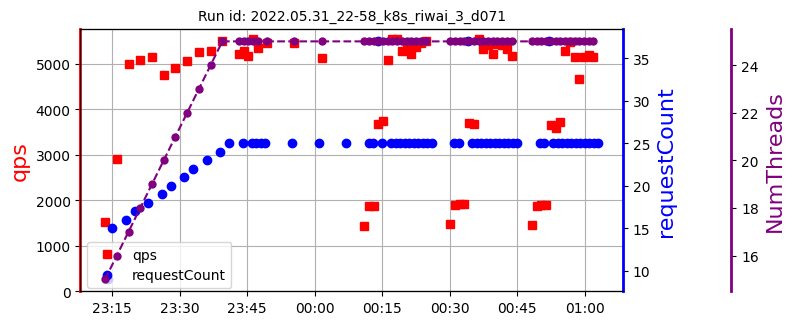 Run id: 2022.05.31_22-58_k8s_riwai_3_d071
qps
5000
4000
3000
2000
1000
0
23:15 23:30 23:45 00:00 00:15 00:30 00:45 01:00
qps
requestCount
35
30
25
20
15
10
requestCount
24
22
20
18
16
NumThreads